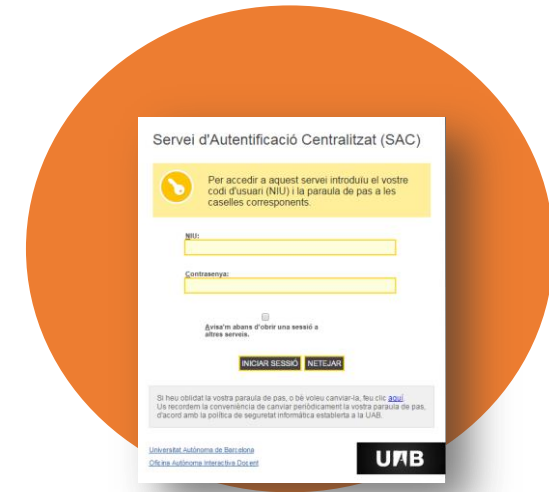 Servei d'Autentificació Centralitzat (SAC)
Per accedir a aquest servei introduïu el vostre
codi d'usuari (NIU) i la paraula de pas a les
caselles corresponents.
NIU:
Contrasenya:
Avisa'm abans d'obrir una sessió a
altres serveis.
INICIAR SESSIÓ NETEJAR
Si heu oblidat la vostra paraula de pas, o bé voleu canviar-la, feu clic aquí.
Us recordem la conveniència de canviar periòdicament la vostra paraula de pas,
d'acord amb la política de seguretat informàtica establerta a la UAB.
Universitat Autònoma de Barcelona
Oficina Autònoma Interactiva Docent
UAB